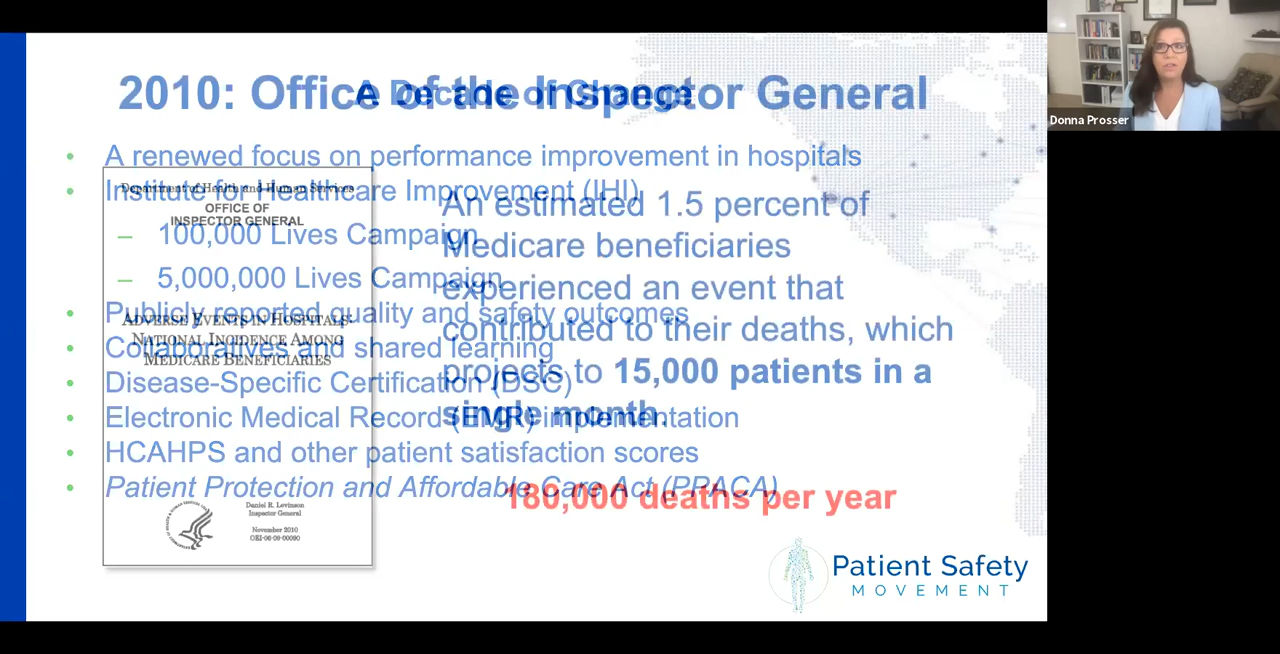 2010: Office of the Inspector General
A Decade of Change
• A renewed focus on performance improvement in hospitals
• Institute for Healthcare Improvement (IHI)
– 100,000 Lives Campaign
– 5,000,000 Lives Campaign
• Publicly reported quality and safety outcomes
• Collaboratives and shared learning
• Disease-Specific Certification (DSC)
• Electronic Medical Record (EMR) implementation
• HCAHPS and other patient satisfaction scores
• Patient Protection and Affordable Care Act (PPACA)
Department of Health and Human Services
OFFICE OF
INSPECTOR GENERAL
ADVERSE EVENTS IN HOSPITALS:
NATIONAL INCIDENCE AMONG
MEDICARE BENEFICIARIES
Daniel R. Levinson
Inspector General
November 2010
OEI-06-09-00090
An estimated 1.5 percent of
Medicare beneficiaries
experienced an event that
contributed to their deaths, which
projects to 15,000 patients in a
single month.
180,000 deaths per year
Patient Safety
MOVEMENT
Donna Prosser